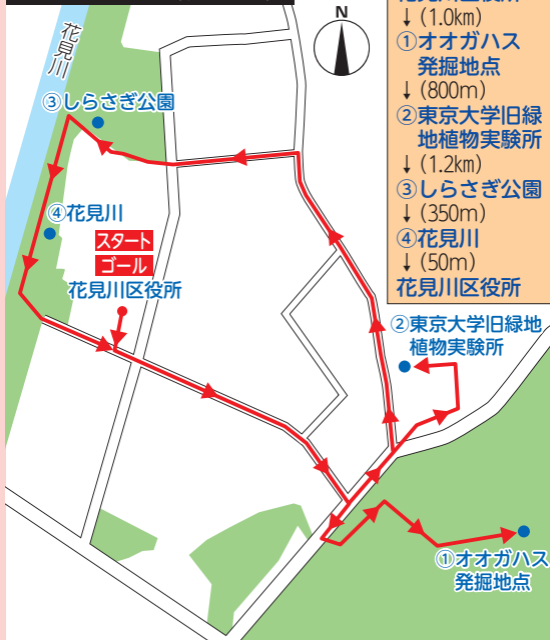 花見川
N
③しらさぎ公園
④花見川
スタート
ゴール
花見川区役所
②東京大学旧緑地
植物実験所
①オオガハス
発掘地点
↓(1.0km)
①オオガハス
発掘地点
↓(800m)
②東京大学旧緑
地植物実験所
↓(1.2km)
③しらさぎ公園
↓(350m)
④花見川
↓(50m)
花見川区役所